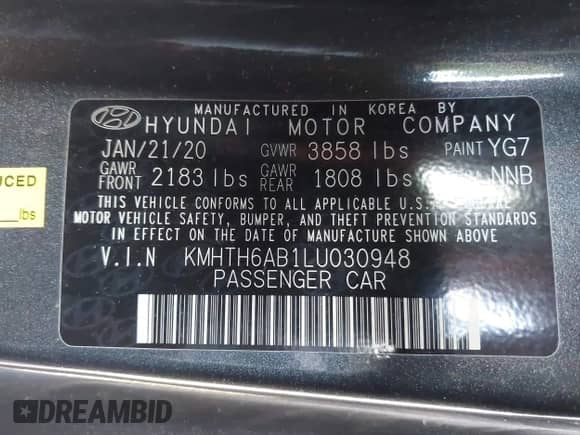 MANUFACTURED IN KOREA BY
HYUNDAI MOTOR COMPANY
JAN/21/20 GVWR 3858 lbs PAINT YG7
GAWR FRONT 2183 lbs GAWR REAR 1808 lbs NNB
THIS VEHICLE CONFORMS TO ALL APPLICABLE U.S.
MOTOR VEHICLE SAFETY, BUMPER, AND THEFT PREVENTION STANDARDS
IN EFFECT ON THE DATE OF MANUFACTURE SHOWN ABOVE.
V.I.N KMHTH6AB1LU030948
PASSENGER CAR
UCED
lbs
DREAMBID